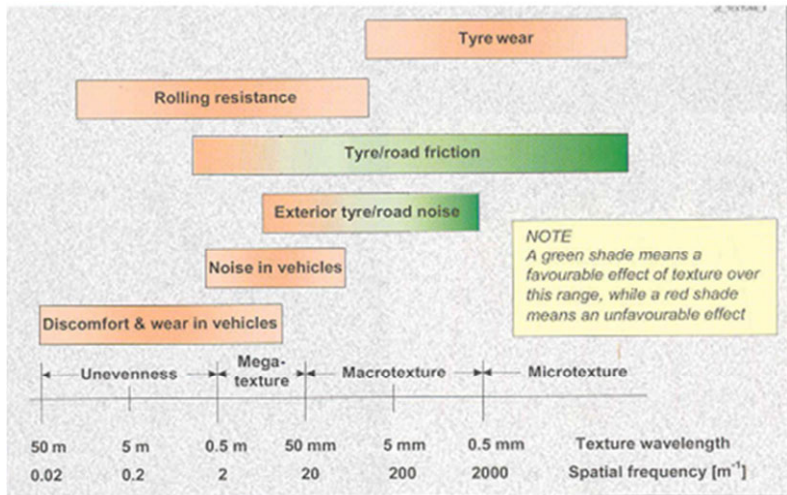 Tyre wear
Rolling resistance
Tyre/road friction
Exterior tyre/road noise
NOTE
A green shade means a
favourable effect of texture over
this range, while a red shade
means an unfavourable effect
Noise in vehicles
Discomfort & wear in vehicles
Unevenness
Mega-
texture
Macrotexture
Microtexture
50 m 5 m 0.5 m 50 mm 5 mm 0.5 mm Texture wavelength
0.02 0.2 2 20 200 2000 Spatial frequency [m⁻¹]